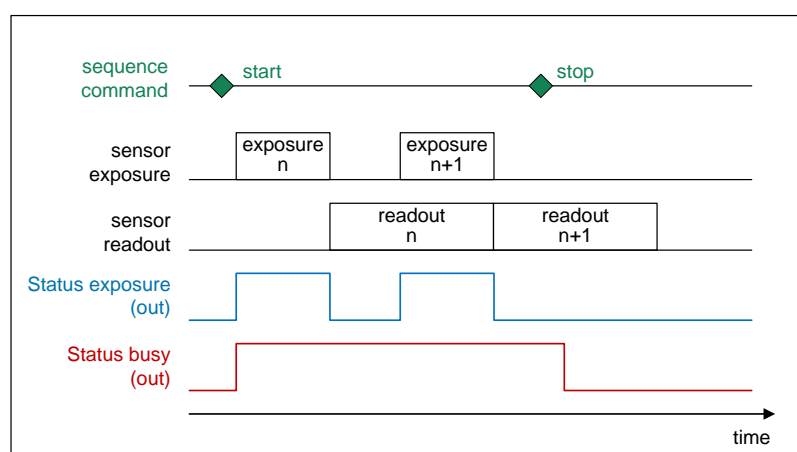 sequence
command
start
stop
sensor
exposure
exposure
n
exposure
n+1
sensor
readout
readout
n
readout
n+1
Status exposure
(out)
Status busy
(out)
time